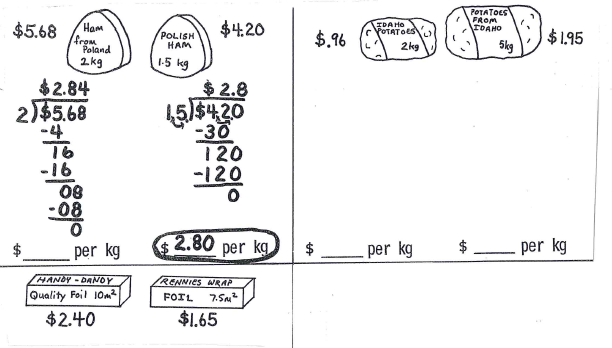 $5.68
Ham
from
Poland
2 kg
POLISH
HAM
1.5 kg
$4.20
$2.84
2)$5.68
-4
16
-16
08
-08
0
$ ____ per kg
$2.8
1.5)$4.20
-30
120
-120
0
$ 2.80 per kg
$.96
IDAHO
POTATOES
2kg
POTATOES
FROM
IDAHO
5kg
$1.95
$ ____ per kg
$ ____ per kg
HANDY-DANDY
Quality Foil 10m²
$2.40
RENNIES WRAP
FOIL 7.5m²
$1.65